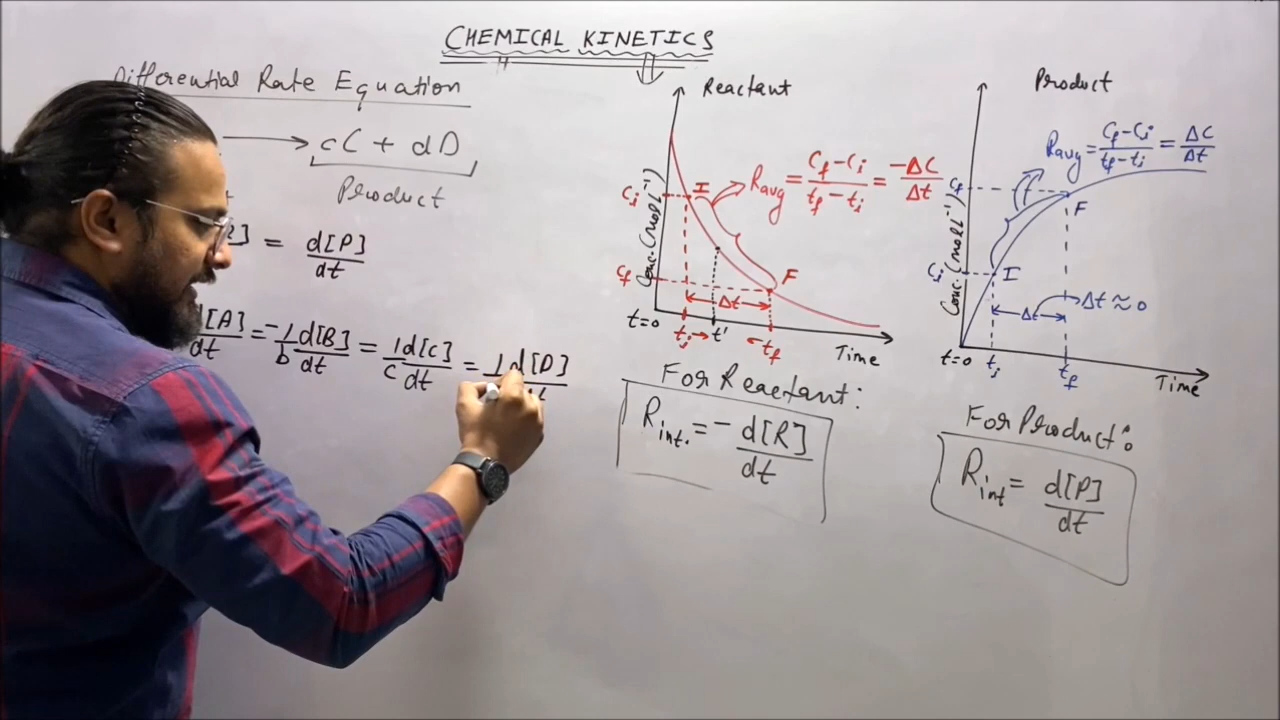 CHEMICAL KINETICS
Differential Rate Equation
cC + dD
Product
= d[P]/dt
d[A]/dt = -1/b d[B]/dt = 1/c d[C]/dt = 1 d[D]
Reactant
Conc. (mol L⁻¹)
Ci
Cf
I
F
Ravg = Cf-Ci/tf-ti = -ΔC/Δt
Δt
t=0
ti
t'
tf
Time
For Reactant:
Rint. = - d[R]/dt
Product
Conc. (mol L⁻¹)
Cf
Ci
I
F
Ravg = Cf-Ci/tf-ti = ΔC/Δt
Δt
Δt ≈ 0
t=0
ti
tf
Time
For Product:
Rint = d[P]/dt